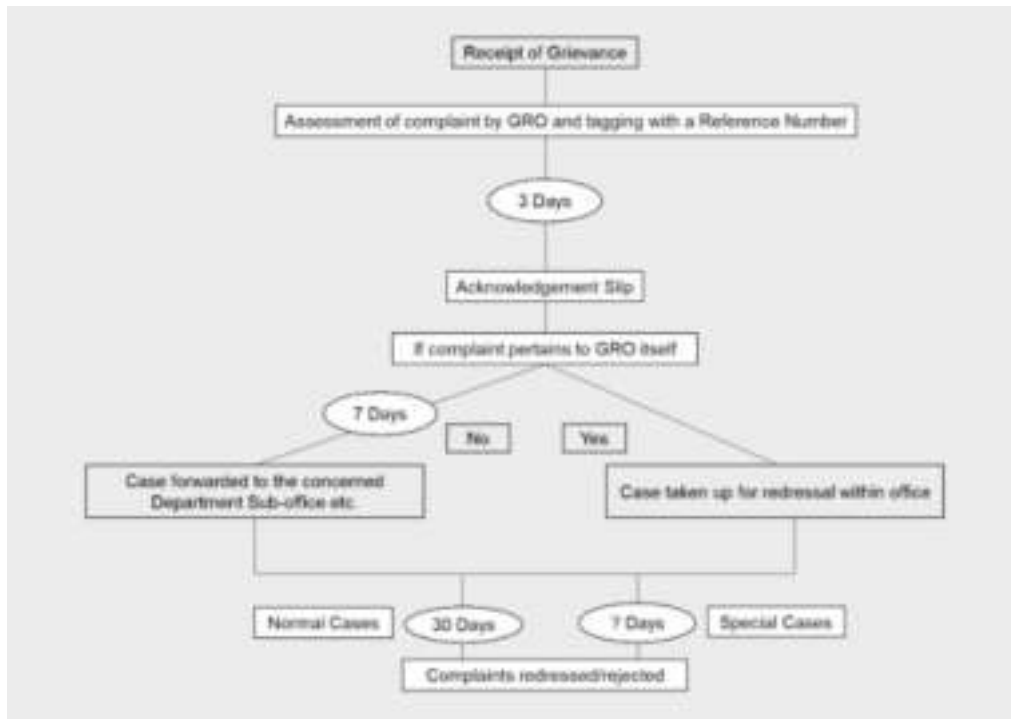 Receipt of Grievance
Assessment of complaint by GRO and tagging with a Reference Number
3 Days
Acknowledgement Slip
If complaint pertains to GRO itself
7 Days
No
Yes
Case forwarded to the concerned
Department Sub-office etc.
Case taken up for redressal within office
Normal Cases
30 Days
7 Days
Special Cases
Complaints redressed/rejected